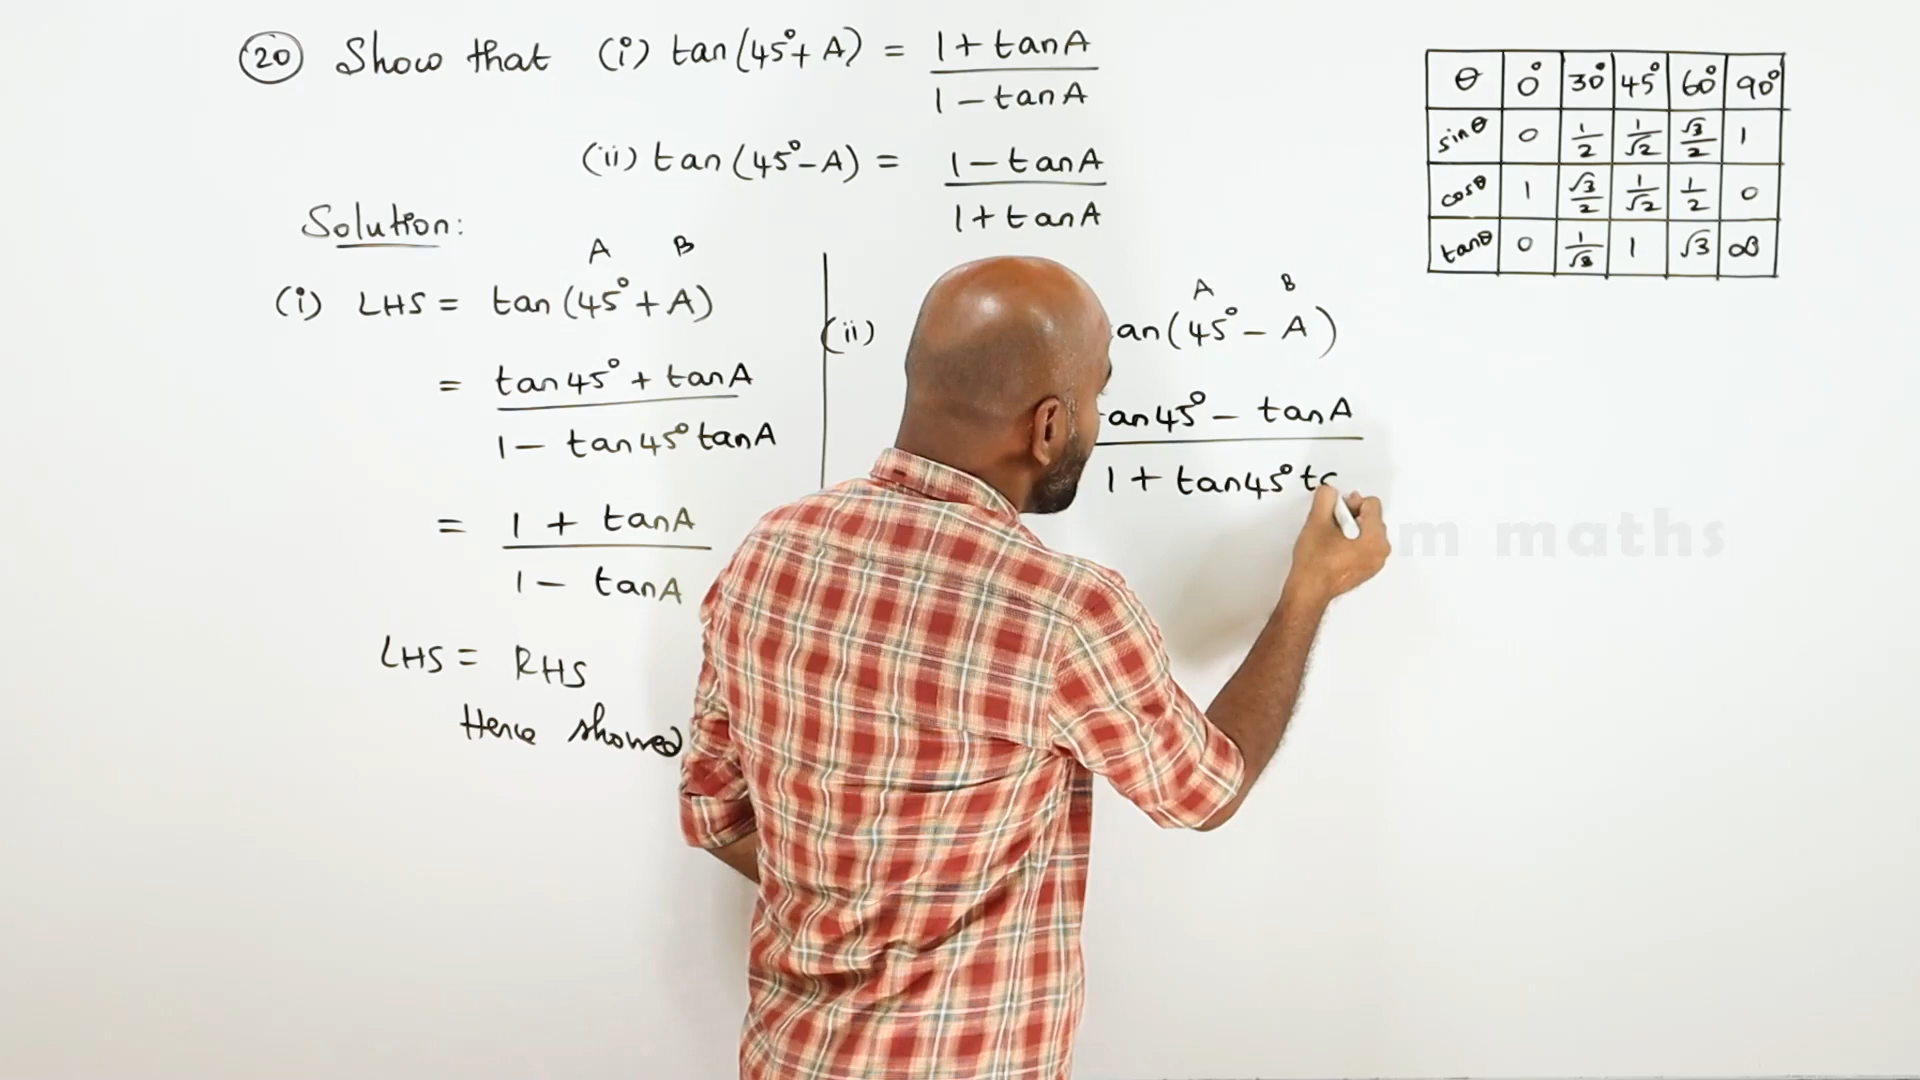 20 Show that (i) tan(45°+ A) = 1 + tanA
1 - tanA
(ii) tan (45°- A) = 1 - tanA
1 + tanA
Solution:
A B
(i) LHS = tan (45° + A)
= tan45° + tanA
1 - tan45° tanA
= 1 + tanA
1 - tanA
LHS = RHS
Hence showed
A B
(ii) an(45° - A)
an45° - tanA
1 + tan45°
θ 0° 30° 45° 60° 90°
sinθ 0 1/2 1/√2 √3/2 1
cosθ 1 √3/2 1/√2 1/2 0
tanθ 0 1/√3 1 √3 ∞
m maths